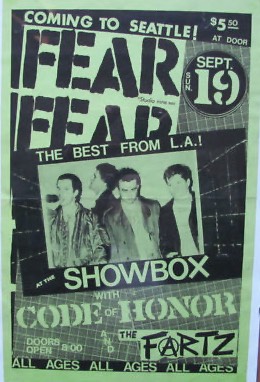 COMING TO SEATTLE!
$5.50
AT DOOR
FEAR
SEPT.
SUN. 19
FEAR
THE BEST FROM L.A.!
AT THE SHOWBOX
WITH
CODE OF HONOR
DOORS OPEN 8:00
AND
THE FARTZ
ALL AGES ALL AGES ALL AGES